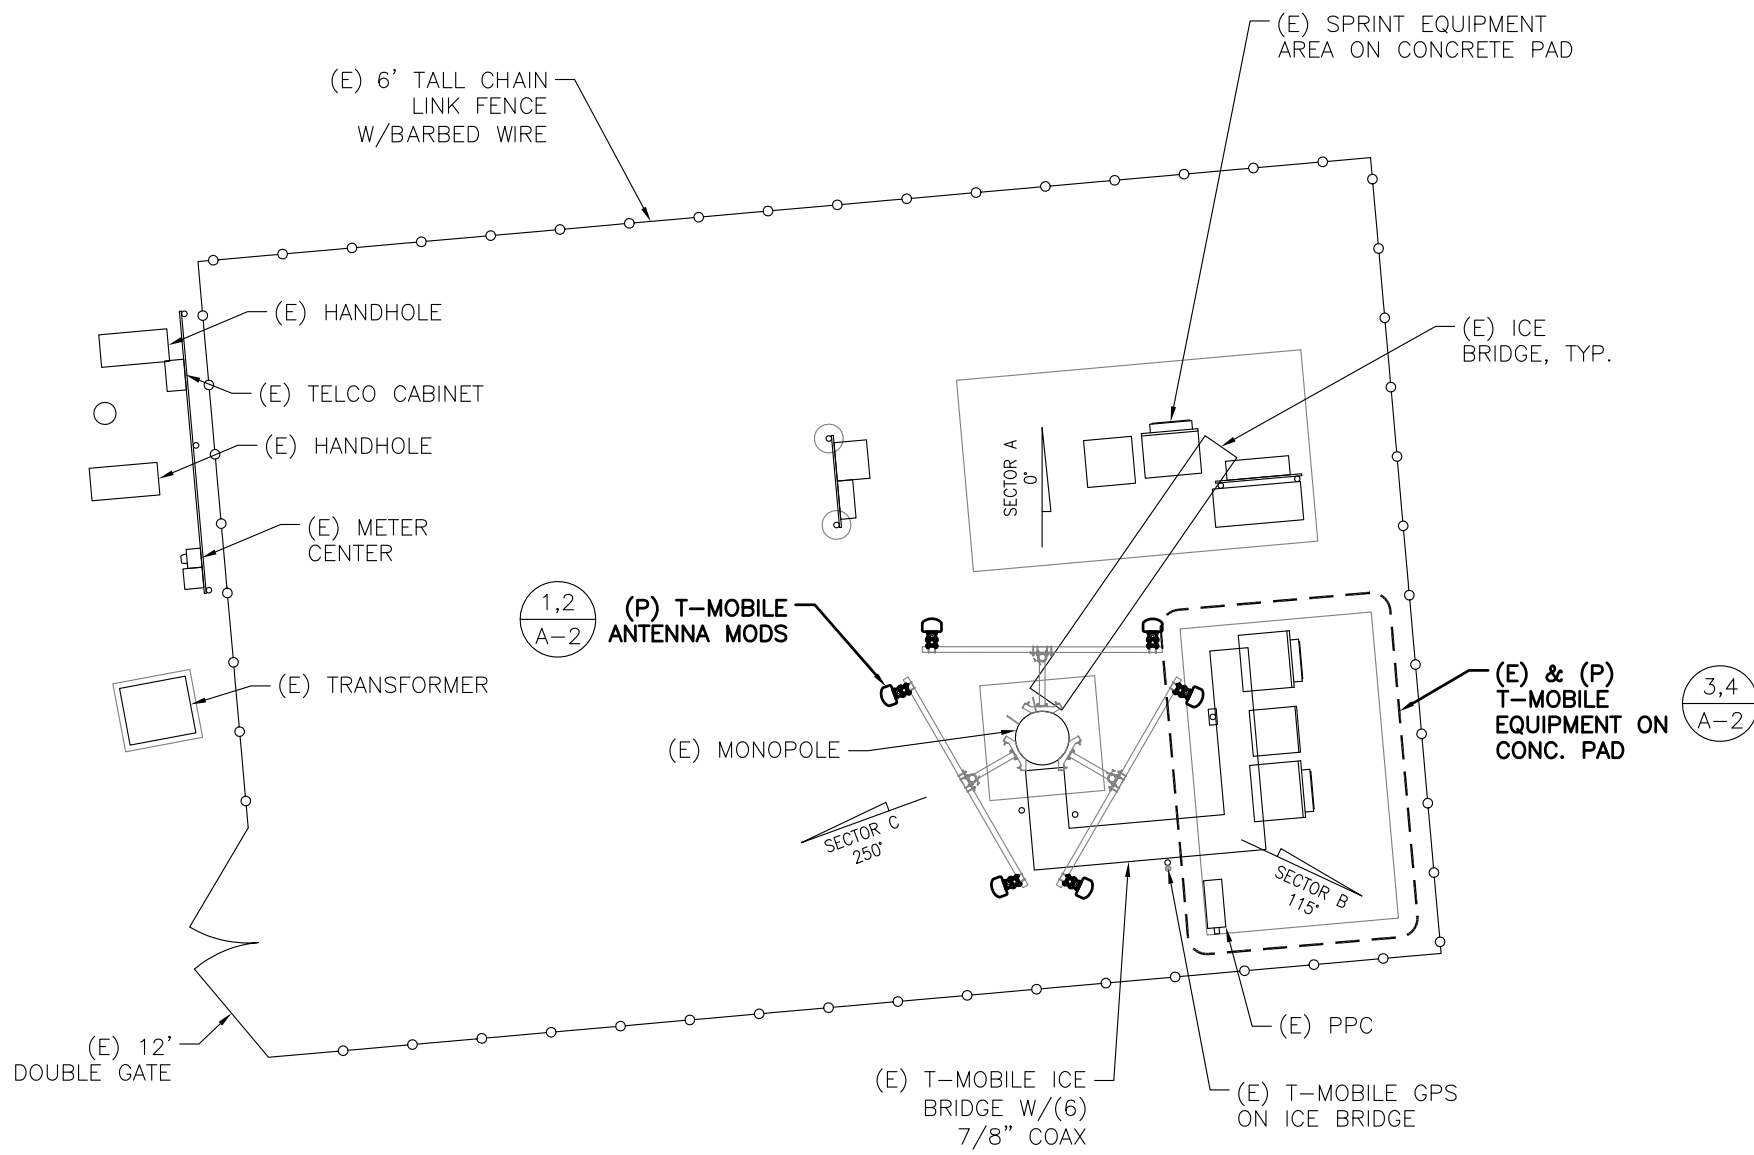 (E) SPRINT EQUIPMENT
AREA ON CONCRETE PAD
(E) 6' TALL CHAIN
LINK FENCE
W/BARBED WIRE
(E) HANDHOLE
(E) ICE
BRIDGE, TYP.
(E) TELCO CABINET
(E) HANDHOLE
SECTOR A
0°
(E) METER
CENTER
1,2
A-2
(P) T-MOBILE
ANTENNA MODS
(E) TRANSFORMER
(E) & (P)
T-MOBILE
EQUIPMENT ON
CONC. PAD
3,4
A-2
(E) MONOPOLE
SECTOR C
250°
SECTOR B
115°
(E) 12'
DOUBLE GATE
(E) PPC
(E) T-MOBILE ICE
BRIDGE W/(6)
7/8" COAX
(E) T-MOBILE GPS
ON ICE BRIDGE